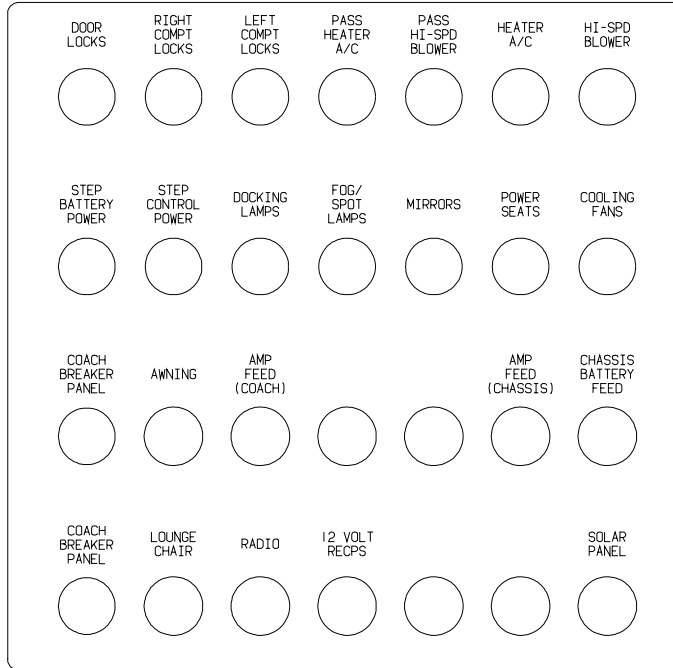 DOOR LOCKS
RIGHT COMPT LOCKS
LEFT COMPT LOCKS
PASS HEATER A/C
PASS HI-SPD BLOWER
HEATER A/C
HI-SPD BLOWER
STEP BATTERY POWER
STEP CONTROL POWER
DOCKING LAMPS
FOG/ SPOT LAMPS
MIRRORS
POWER SEATS
COOLING FANS
COACH BREAKER PANEL
AWNING
AMP FEED (COACH)
AMP FEED (CHASSIS)
CHASSIS BATTERY FEED
COACH BREAKER PANEL
LOUNGE CHAIR
RADIO
12 VOLT RECPS
SOLAR PANEL